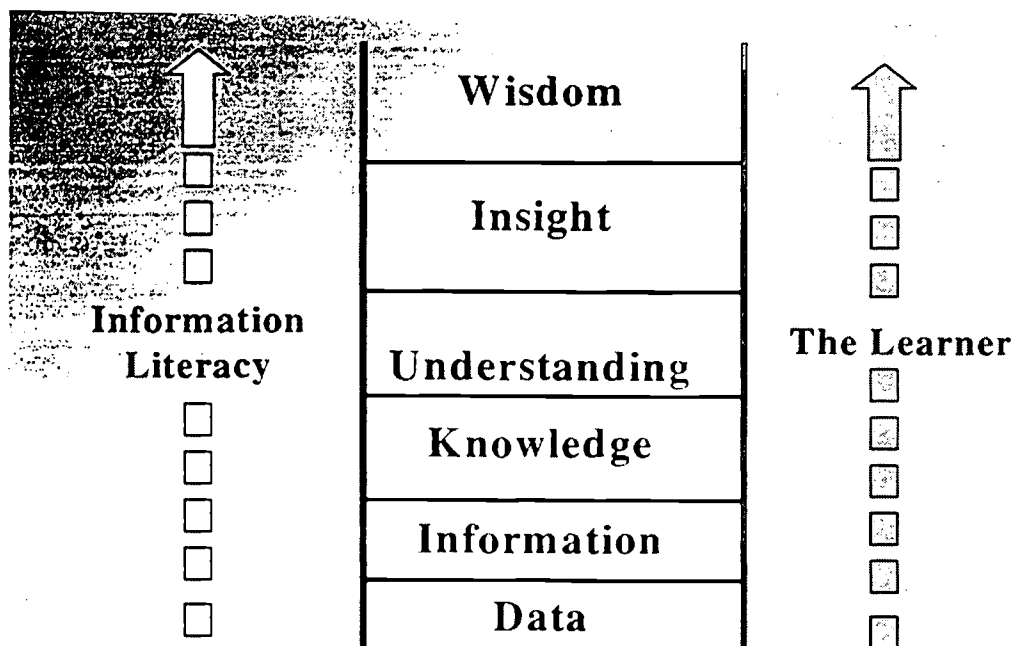 Wisdom
Insight
Information
Literacy
The Learner
Understanding
Knowledge
Information
Data